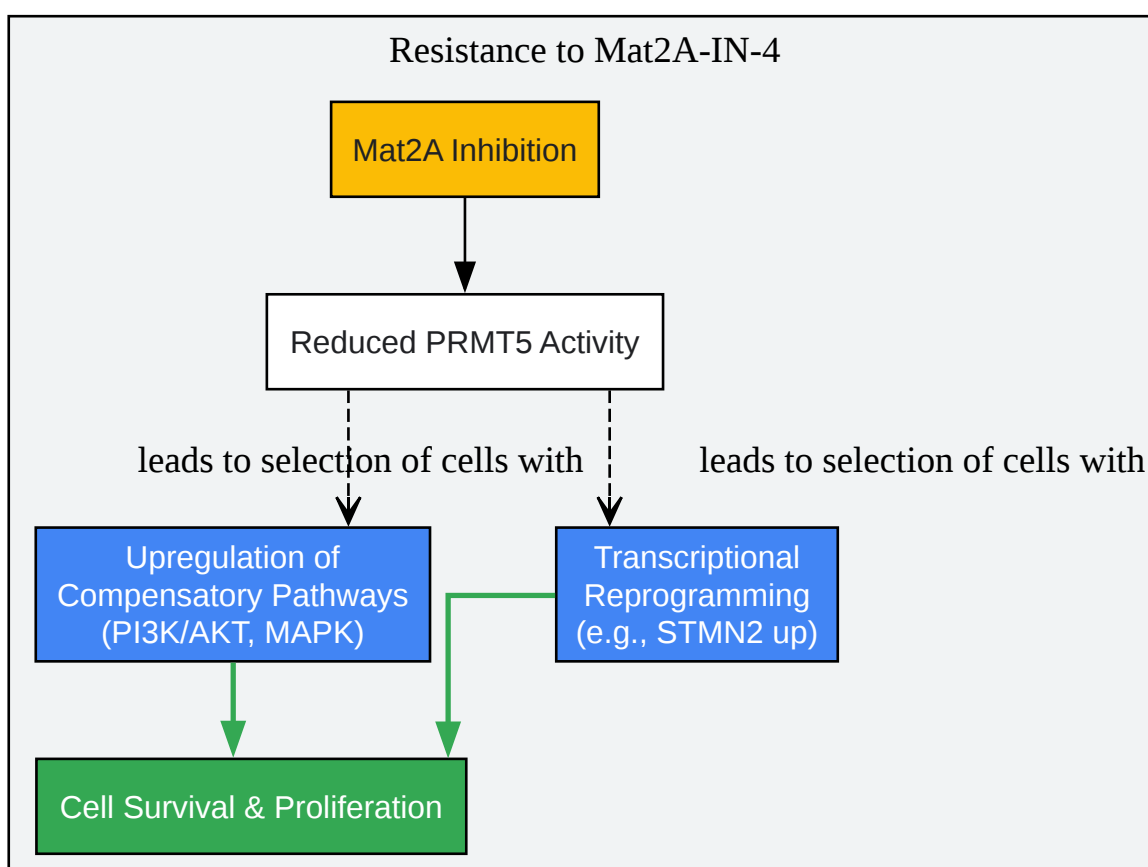 Resistance to Mat2A-IN-4
Mat2A Inhibition
Reduced PRMT5 Activity
leads to selection of cells with
leads to selection of cells with
Upregulation of
Compensatory Pathways
(PI3K/AKT, MAPK)
Transcriptional
Reprogramming
(e.g., STMN2 up)
Cell Survival & Proliferation